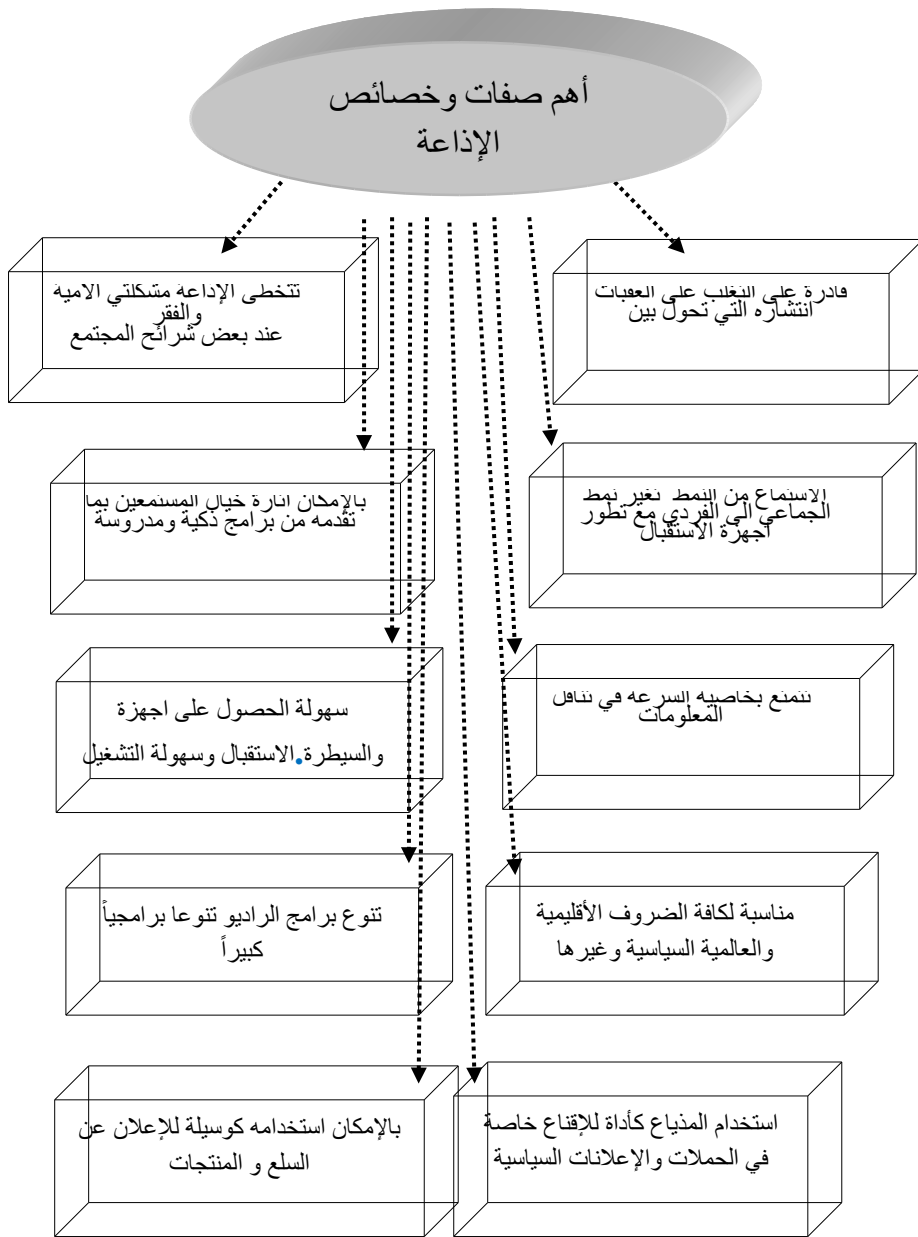 أهم صفات وخصائص
الإذاعة
قادرة على التغلب على العقبات
انتشاره التي تحول بين
تتخطى الإذاعة مشكلتي الامية
والفقر
عند بعض شرائح المجتمع
الاستماع من النمط تغير نمط
الجماعي الى الفردي مع تطور
اجهزة الاستقبال
بالإمكان اثارة خيال المستمعين بما
تقدمه من برامج ذكية ومدروسة
تتمتع بخاصيه السرعه في تناقل
المعلومات
سهولة الحصول على اجهزة
والسيطرة.الاستقبال وسهولة التشغيل
مناسبة لكافة الضروف الأقليمية
والعالمية السياسية وغيرها
تنوع برامج الراديو تنوعا برامجياً
كبيراً
استخدام المذياع كأداة للإقناع خاصة
في الحملات والإعلانات السياسية
بالإمكان استخدامه كوسيلة للإعلان عن
السلع و المنتجات